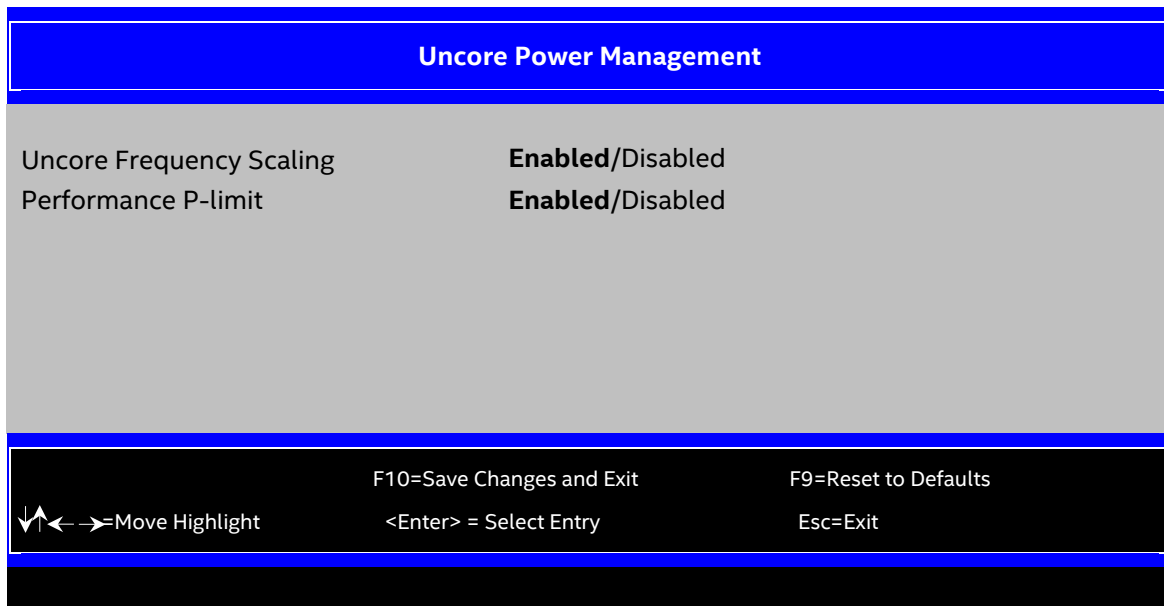 Uncore Power Management
Uncore Frequency Scaling Enabled/Disabled
Performance P-limit Enabled/Disabled
F10=Save Changes and Exit F9=Reset to Defaults
↓↑←→=Move Highlight <Enter> = Select Entry Esc=Exit